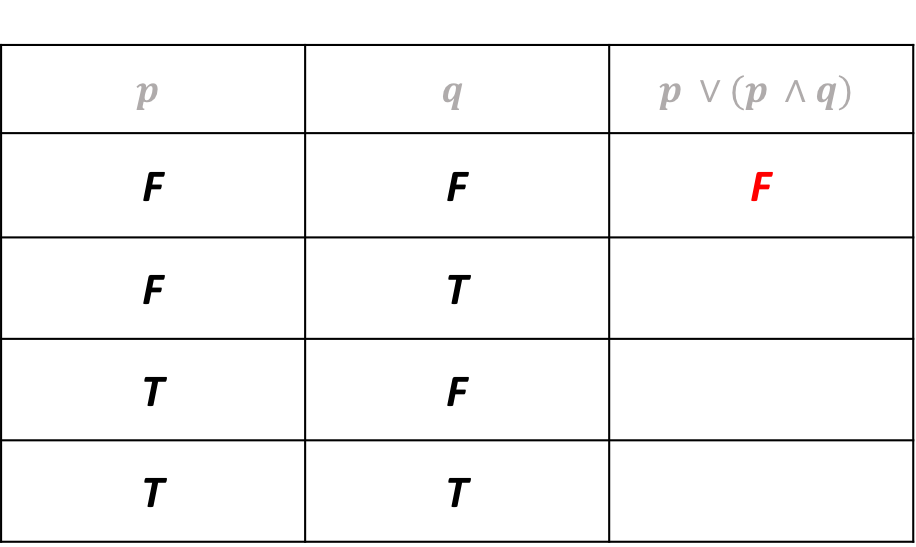 p q p ∨ (p ∧ q)
F F F
F T
T F
T T